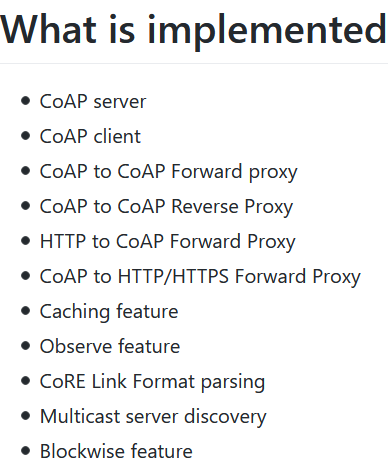 What is implemented
CoAP server
CoAP client
CoAP to CoAP Forward proxy
CoAP to CoAP Reverse Proxy
HTTP to CoAP Forward Proxy
CoAP to HTTP/HTTPS Forward Proxy
Caching feature
Observe feature
CoRE Link Format parsing
Multicast server discovery
Blockwise feature